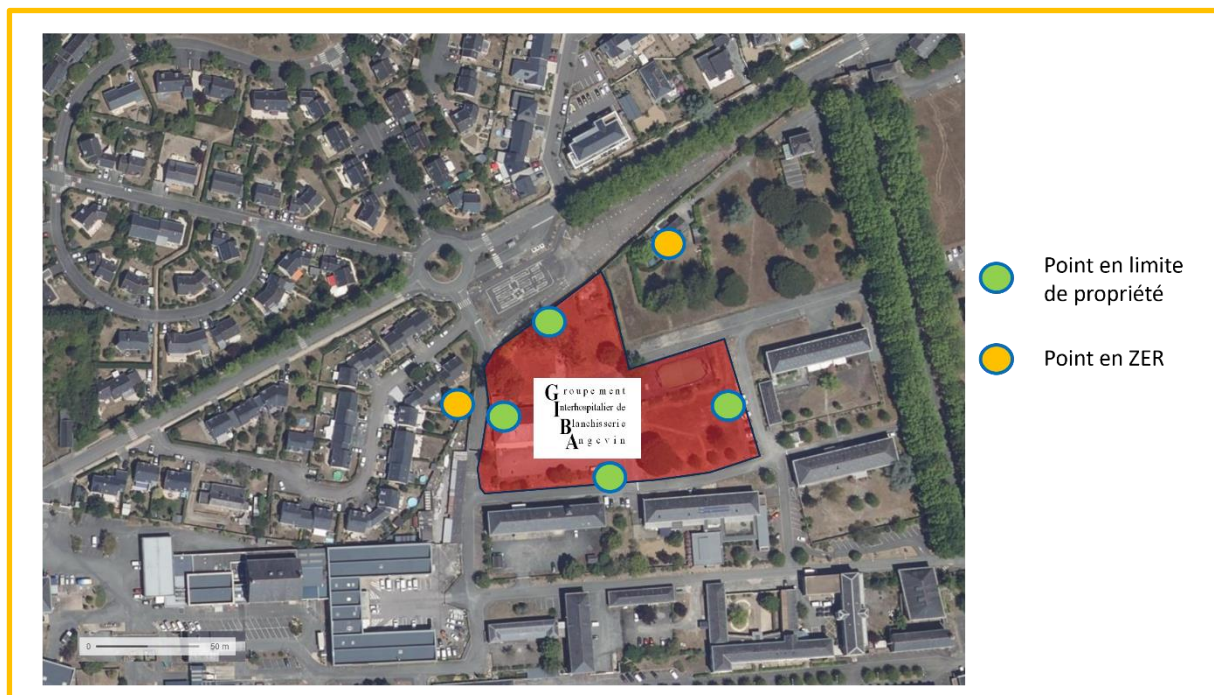 Groupement
Interhospitalier de
Blanchisserie
Angevin
Point en limite
de propriété
Point en ZER
0 50 m